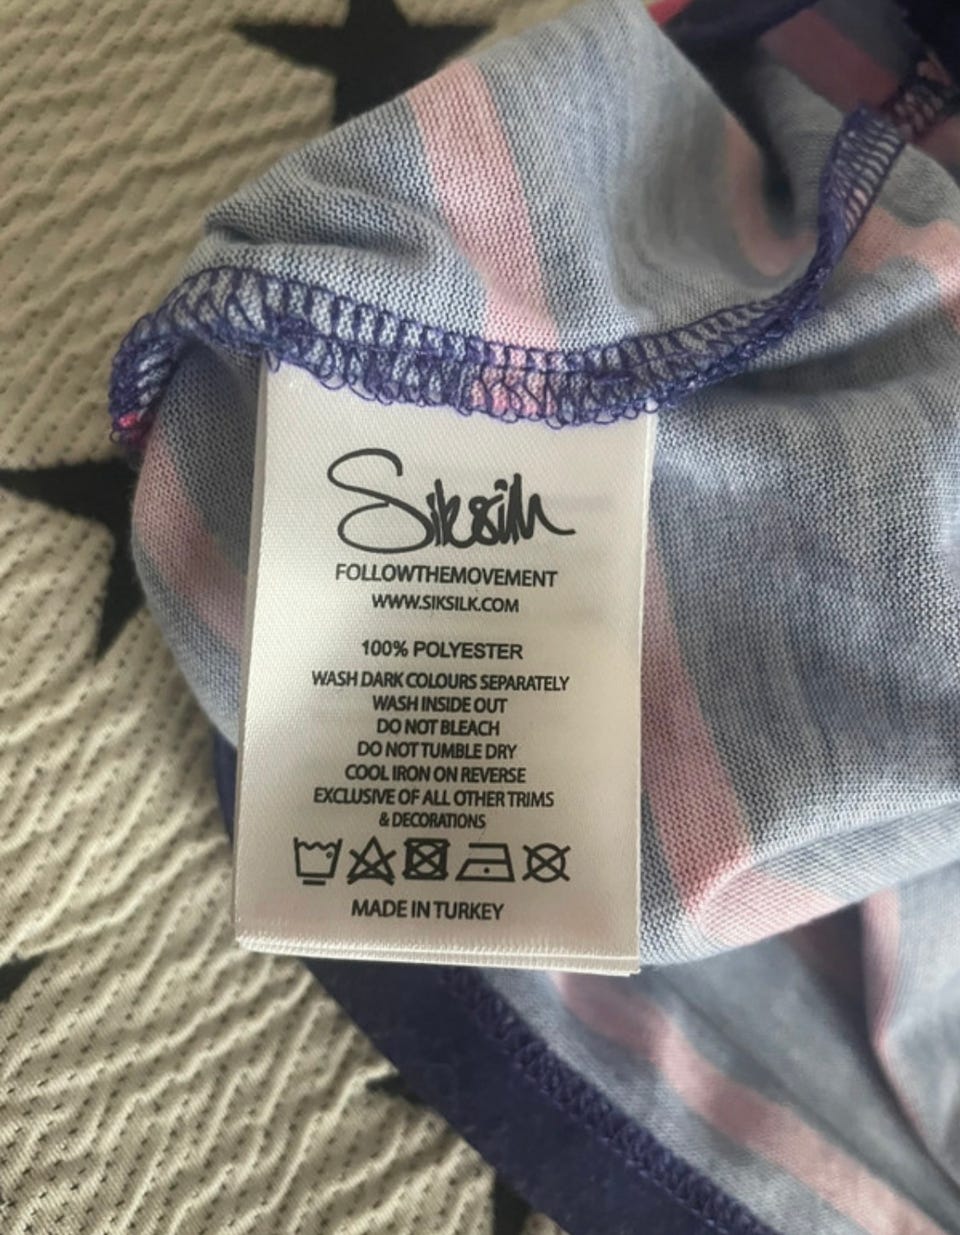 SikSilk
FOLLOWTHEMOVEMENT
WWW.SIKSILK.COM
100% POLYESTER
WASH DARK COLOURS SEPARATELY
WASH INSIDE OUT
DO NOT BLEACH
DO NOT TUMBLE DRY
COOL IRON ON REVERSE
EXCLUSIVE OF ALL OTHER TRIMS
& DECORATIONS
MADE IN TURKEY